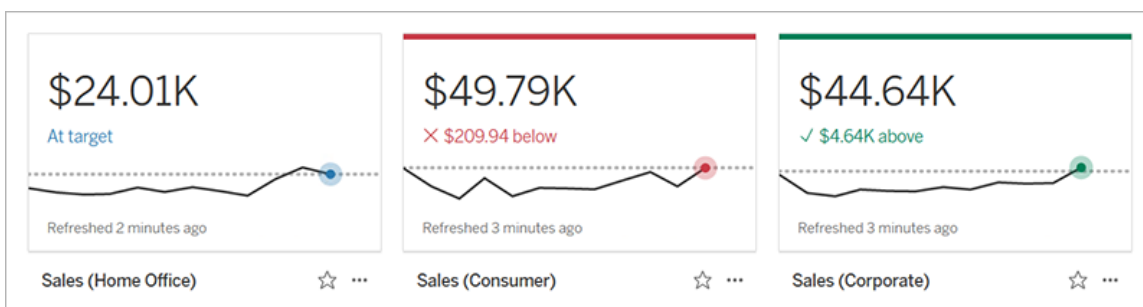 $24.01K
At target
Refreshed 2 minutes ago
Sales (Home Office)
$49.79K
$209.94 below
Refreshed 3 minutes ago
Sales (Consumer)
$44.64K
$4.64K above
Refreshed 3 minutes ago
Sales (Corporate)